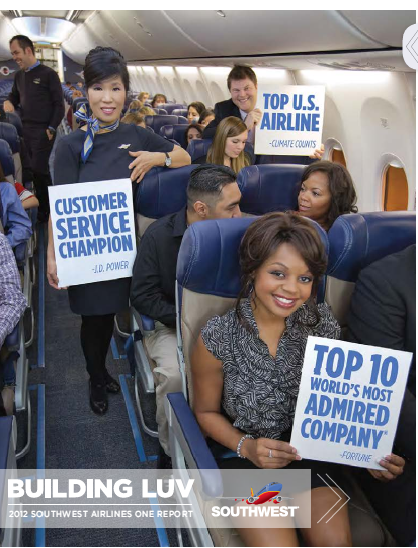 TOP U.S.
AIRLINE
-CLIMATE COUNTS
CUSTOMER
SERVICE
CHAMPION
-J.D. POWER
TOP 10
WORLD'S MOST
ADMIRED
COMPANY®
-FORTUNE
BUILDING LUV
2012 SOUTHWEST AIRLINES ONE REPORT
SOUTHWEST